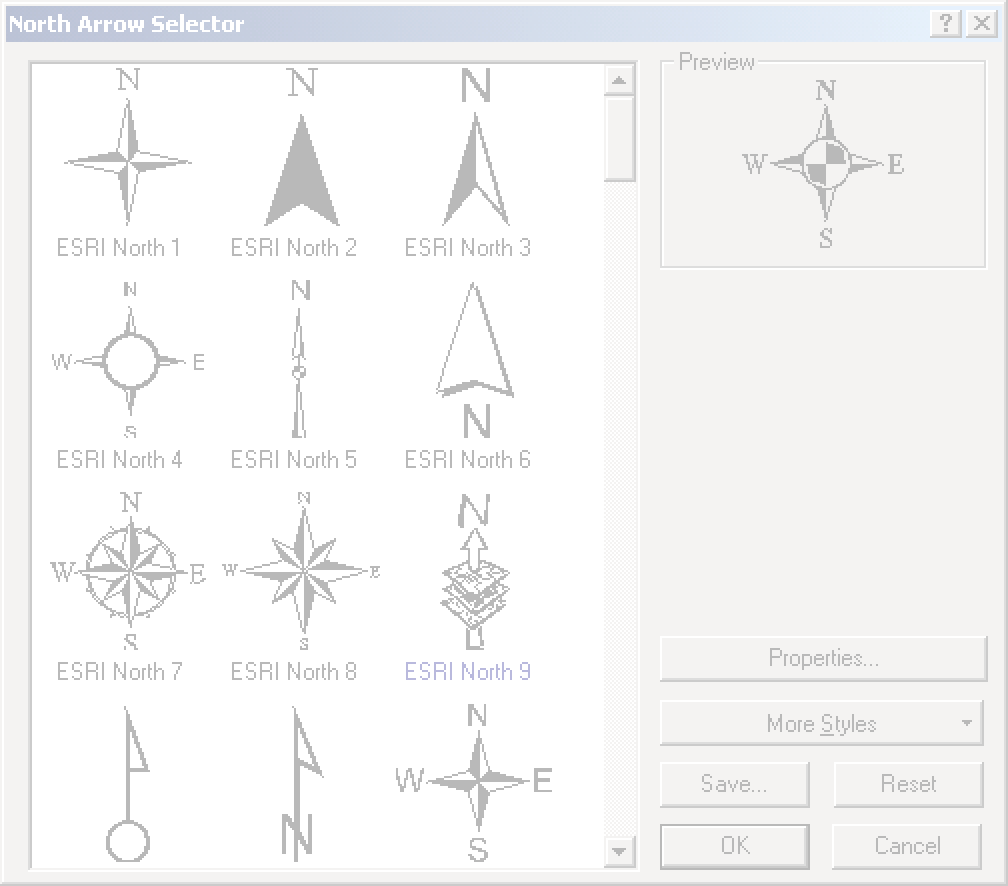 North Arrow Selector
?
N N N
ESRI North 1 ESRI North 2 ESRI North 3
N N
W E
S
N
ESRI North 4 ESRI North 5 ESRI North 6
N N N
W E W E
S S
ESRI North 7 ESRI North 8 ESRI North 9
N
W E
N
S
Preview
N
W E
S
Properties...
More Styles
Save... Reset
OK Cancel